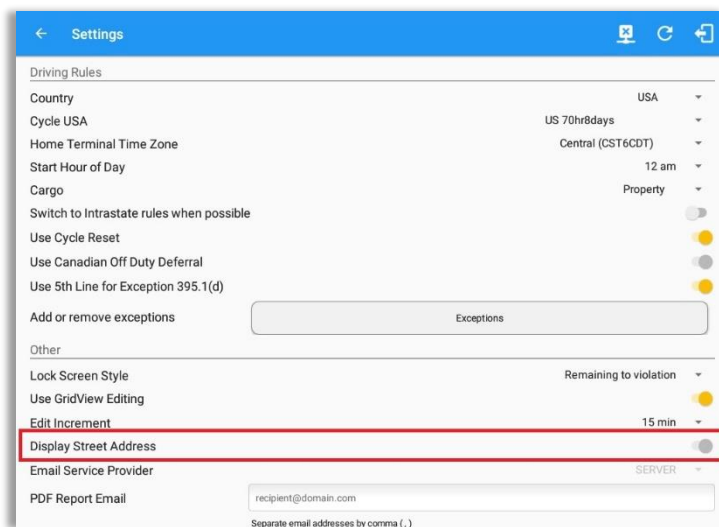 Settings
Driving Rules
Country USA
Cycle USA US 70hr8days
Home Terminal Time Zone Central (CST6CDT)
Start Hour of Day 12 am
Cargo Property
Switch to Intrastate rules when possible
Use Cycle Reset
Use Canadian Off Duty Deferral
Use 5th Line for Exception 395.1(d)
Add or remove exceptions Exceptions
Other
Lock Screen Style Remaining to violation
Use GridView Editing
Edit Increment 15 min
Display Street Address
Email Service Provider SERVER
PDF Report Email recipient@domain.com
Separate email addresses by comma ( , )